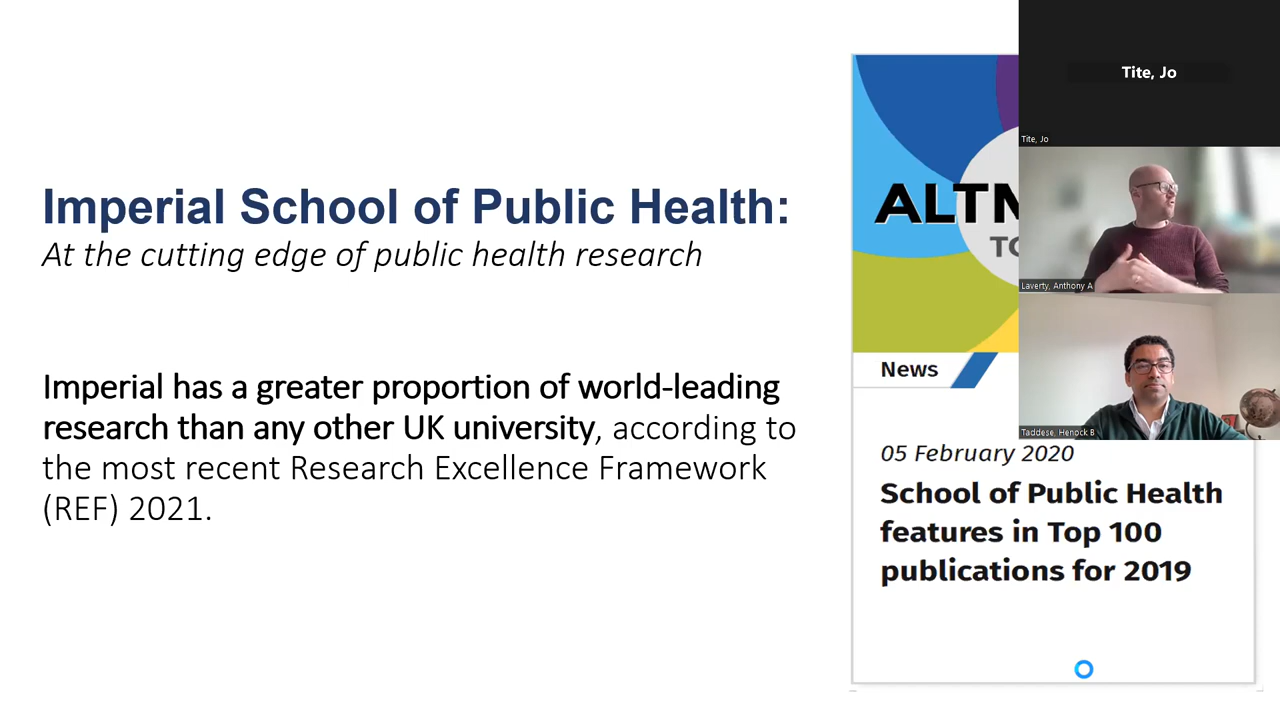 Imperial School of Public Health:
At the cutting edge of public health research
Imperial has a greater proportion of world-leading
research than any other UK university, according to
the most recent Research Excellence Framework
(REF) 2021.
ALTM
TO
News
05 February 2020
School of Public Health
features in Top 100
publications for 2019
Tite, Jo
Tite, Jo
Laverty, Anthony A
Taddese, Henock B